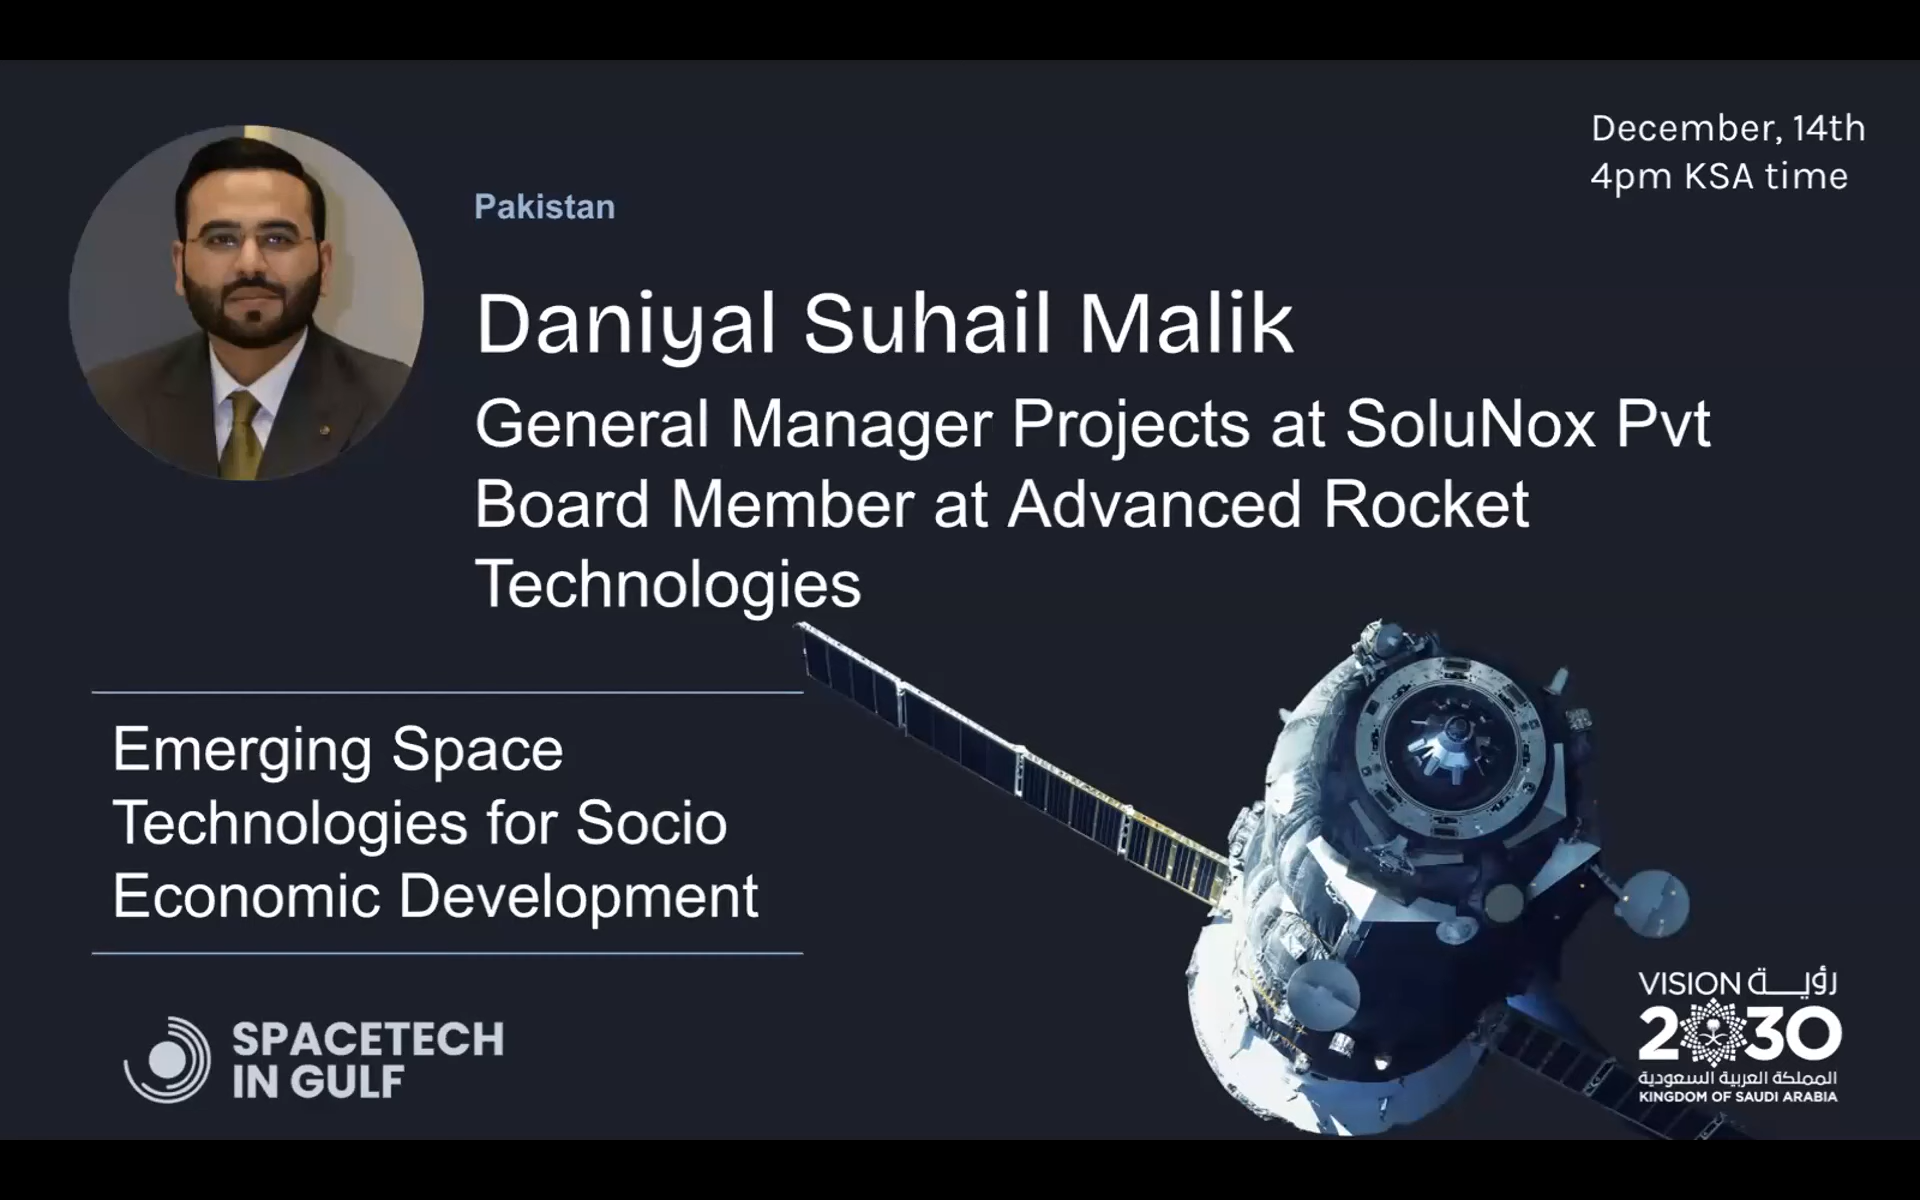 December, 14th
4pm KSA time
Pakistan
Daniyal Suhail Malik
General Manager Projects at SoluNox Pvt
Board Member at Advanced Rocket
Technologies
Emerging Space
Technologies for Socio
Economic Development
SPACETECH
IN GULF
VISION رؤيـــة
2030
المملكة العربية السعودية
KINGDOM OF SAUDI ARABIA